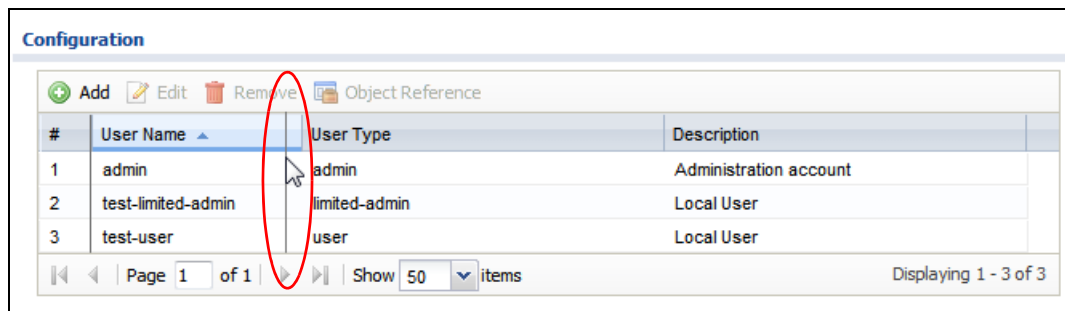 Configuration
Add Edit Remove Object Reference
# User Name User Type Description
1 admin admin Administration account
2 test-limited-admin limited-admin Local User
3 test-user user Local User
Page 1 of 1 Show 50 items Displaying 1 - 3 of 3